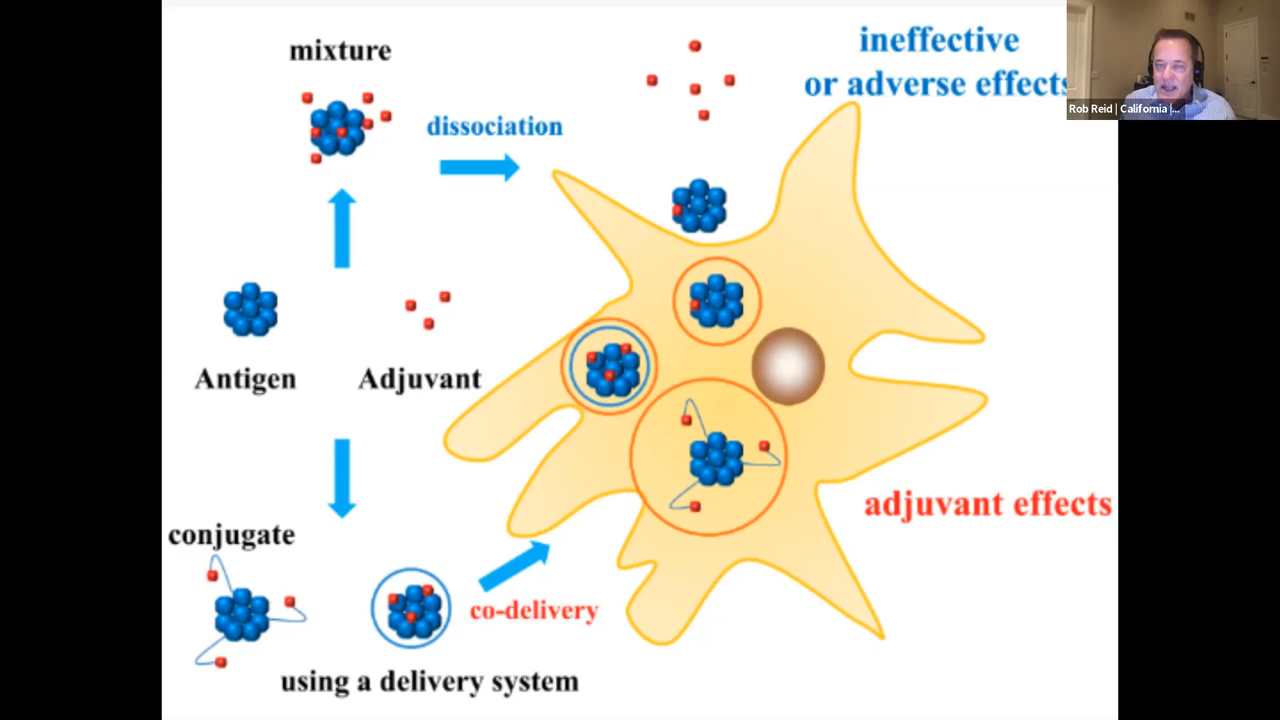 mixture
ineffective
or adverse effects
Rob Reid | California |...
dissociation
Antigen
Adjuvant
adjuvant effects
conjugate
co-delivery
using a delivery system